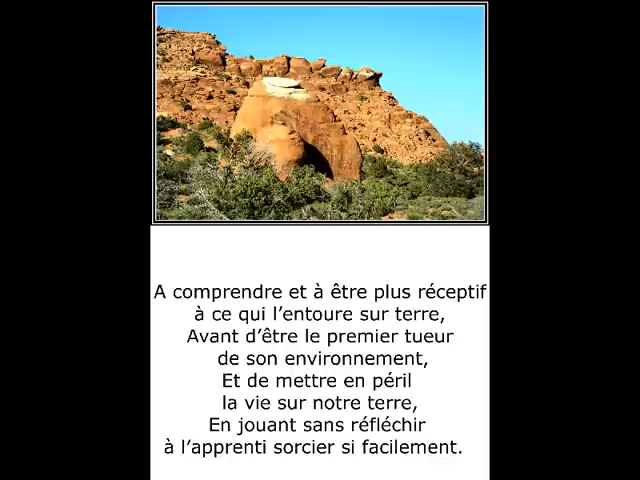 A comprendre et à être plus réceptif
à ce qui l'entoure sur terre,
Avant d'être le premier tueur
de son environnement,
Et de mettre en péril
la vie sur notre terre,
En jouant sans réfléchir
à l'apprenti sorcier si facilement.